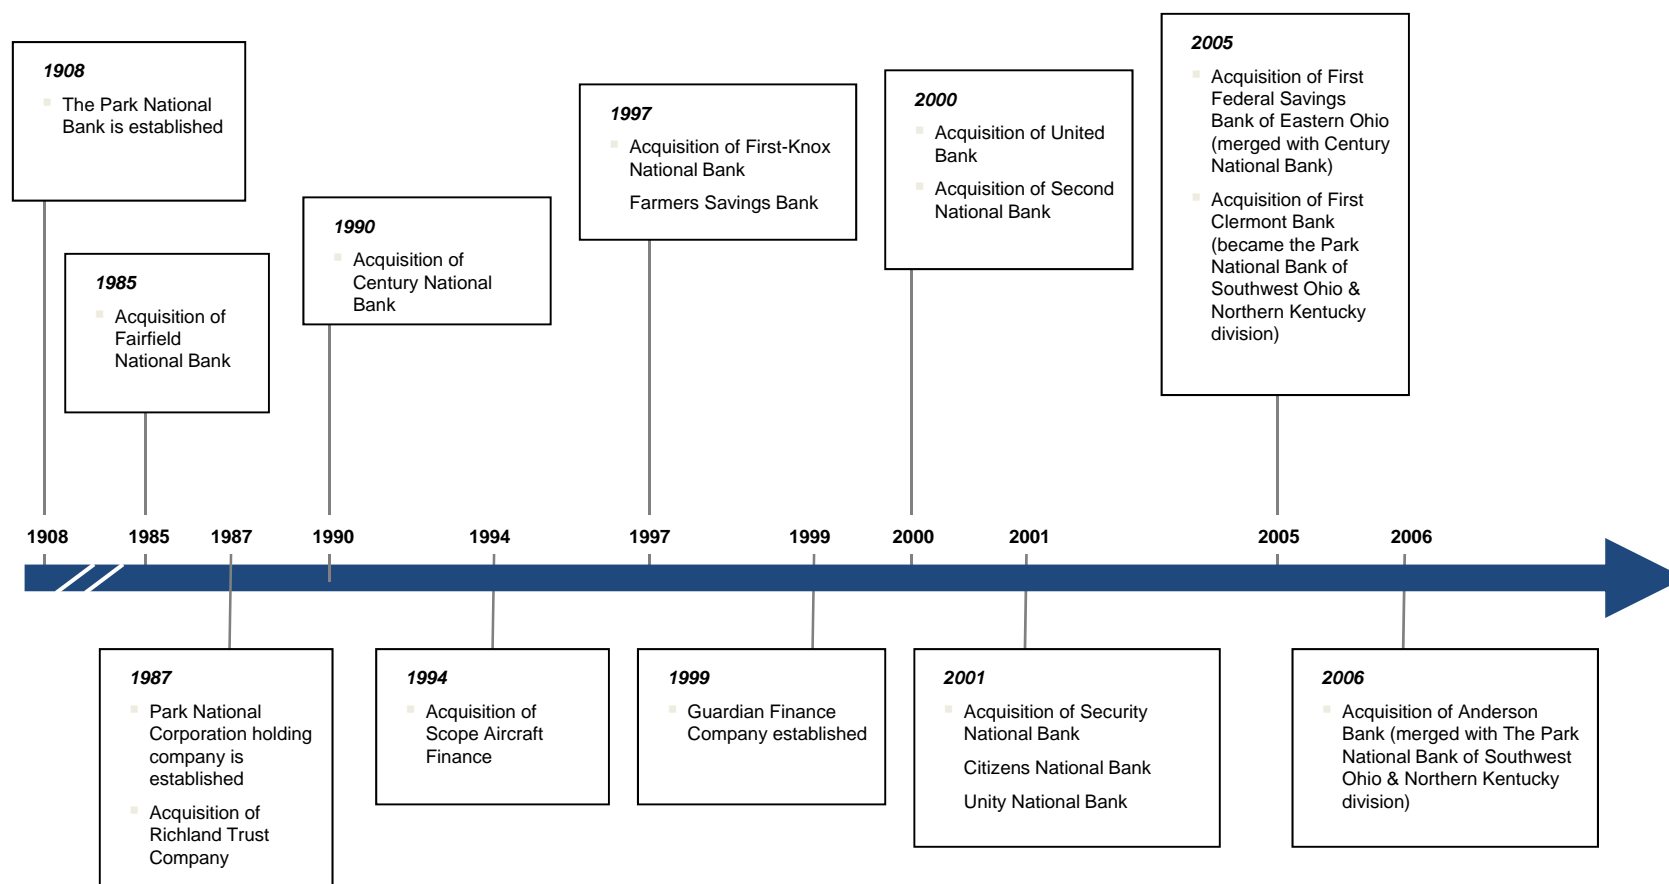 1908
The Park National
Bank is established
1985
Acquisition of
Fairfield
National Bank
1990
Acquisition of
Century National
Bank
1997
Acquisition of First-Knox
National Bank
Farmers Savings Bank
2000
Acquisition of United
Bank
Acquisition of Second
National Bank
2005
Acquisition of First
Federal Savings
Bank of Eastern Ohio
(merged with Century
National Bank)
Acquisition of First
Clermont Bank
(became the Park
National Bank of
Southwest Ohio &
Northern Kentucky
division)
1908 1985 1987 1990 1994 1997 1999 2000 2001 2005 2006
1987
Park National
Corporation holding
company is
established
Acquisition of
Richland Trust
Company
1994
Acquisition of
Scope Aircraft
Finance
1999
Guardian Finance
Company established
2001
Acquisition of Security
National Bank
Citizens National Bank
Unity National Bank
2006
Acquisition of Anderson
Bank (merged with The Park
National Bank of Southwest
Ohio & Northern Kentucky
division)